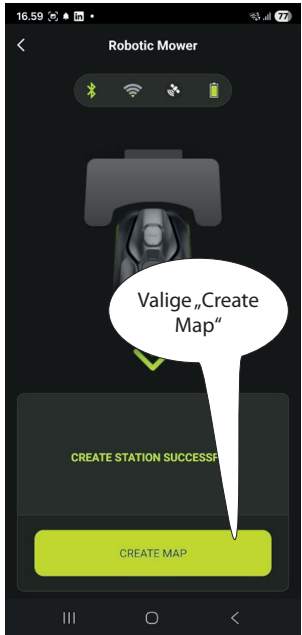 16.59
77
Robotic Mower
Valige „Create
Map“
CREATE STATION SUCCESSF
CREATE MAP